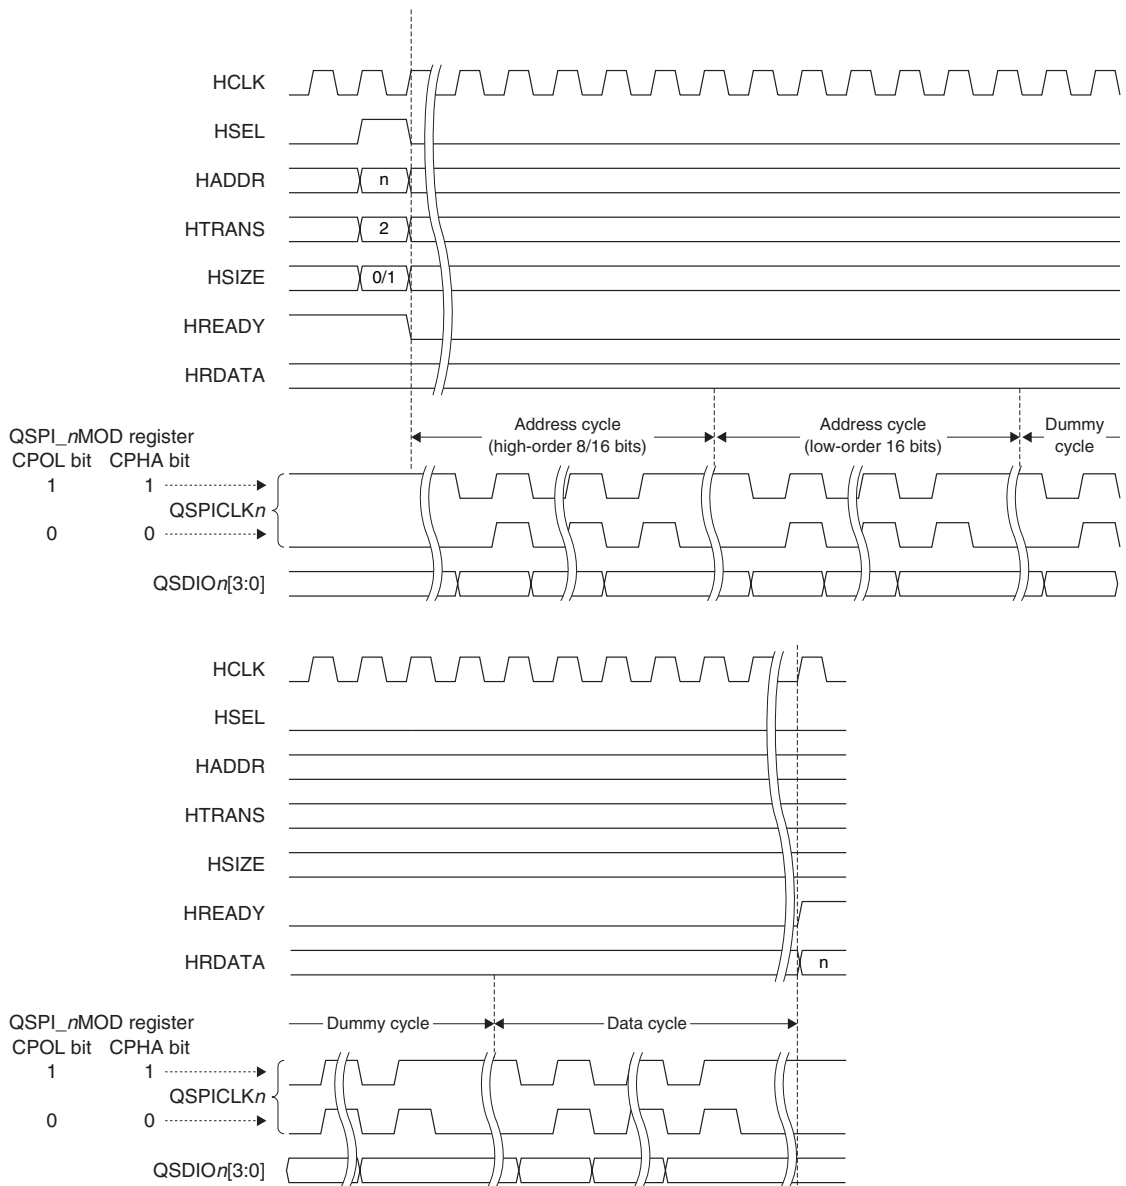 HCLK
HSEL
HADDR n
HTRANS 2
HSIZE 0/1
HREADY
HRDATA
Address cycle (high-order 8/16 bits)
Address cycle (low-order 16 bits)
Dummy cycle
QSPI_nMOD register
CPOL bit CPHA bit
1 1
QSPICLKn
0 0
QSDIOn[3:0]
HCLK
HSEL
HADDR
HTRANS
HSIZE
HREADY
HRDATA n
Dummy cycle Data cycle
QSPI_nMOD register
CPOL bit CPHA bit
1 1
QSPICLKn
0 0
QSDIOn[3:0]